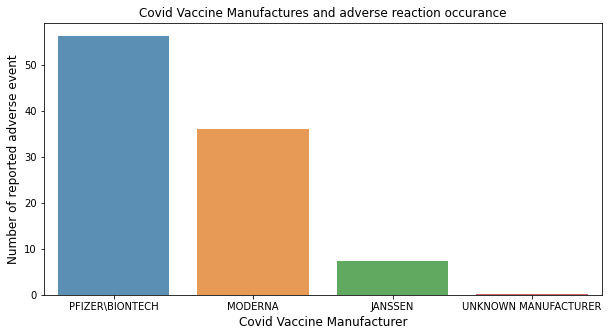 Covid Vaccine Manufactures and adverse reaction occurance
Number of reported adverse event
50
40
30
20
10
0
PFIZER\BIONTECH MODERNA JANSSEN UNKNOWN MANUFACTURER
Covid Vaccine Manufacturer